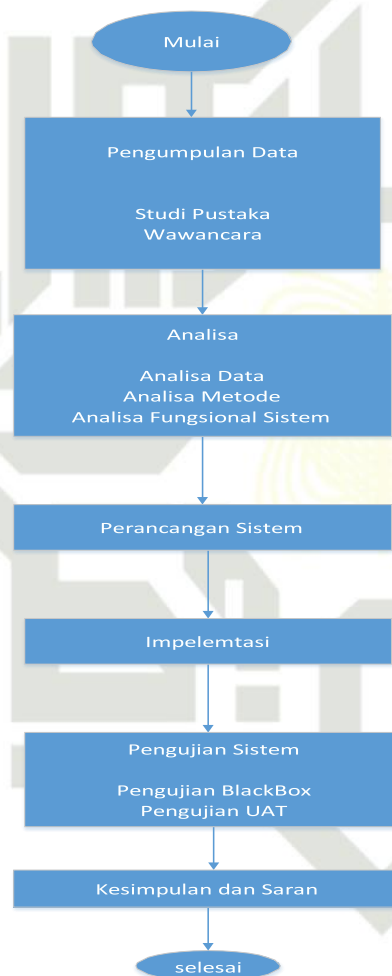 Mulai
Pengumpulan Data
Studi Pustaka
Wawancara
Analisa
Analisa Data
Analisa Metode
Analisa Fungsional Sistem
Perancangan Sistem
Impelemtasi
Pengujian Sistem
Pengujian BlackBox
Pengujian UAT
Kesimpulan dan Saran
selesai